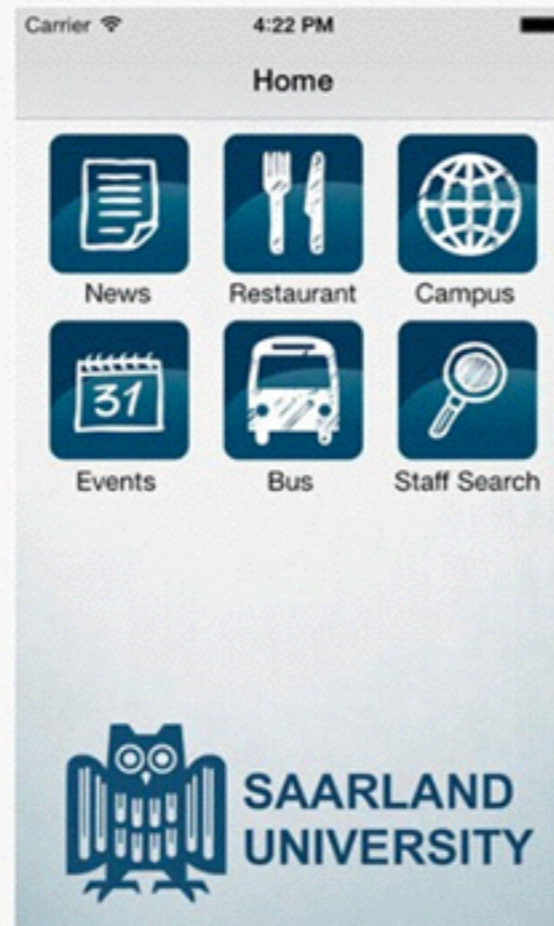 Carrier 4:22 PM
Home
News Restaurant Campus
31
Events Bus Staff Search
SAARLAND
UNIVERSITY